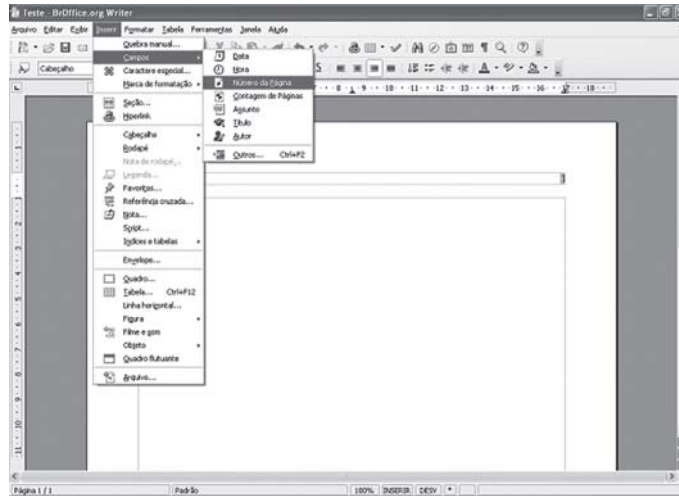 Teste - BrOffice.org Writer
Arquivo Editar Exibir Inserir Formatar Tabela Ferramentas Janela Ajuda
Cabeçalho
Quebra manual...
Campos
Caractere especial...
Marca de formatação
Seção...
Hyperlink
Cabeçalho
Rodapé
Nota de rodapé...
Legenda...
Favoritos...
Referência cruzada...
Nota...
Script...
Índices e tabelas
Envelope...
Quadro...
Tabela... Ctrl+F12
Linha horizontal...
Figura
Filme e som
Objeto
Quadro flutuante
Arquivo...
Data
Hora
Número da Página
Contagem de Páginas
Assunto
Título
Autor
Outros... Ctrl+F2
Página 1 / 1 Padrão 100% INSERIR DESV *